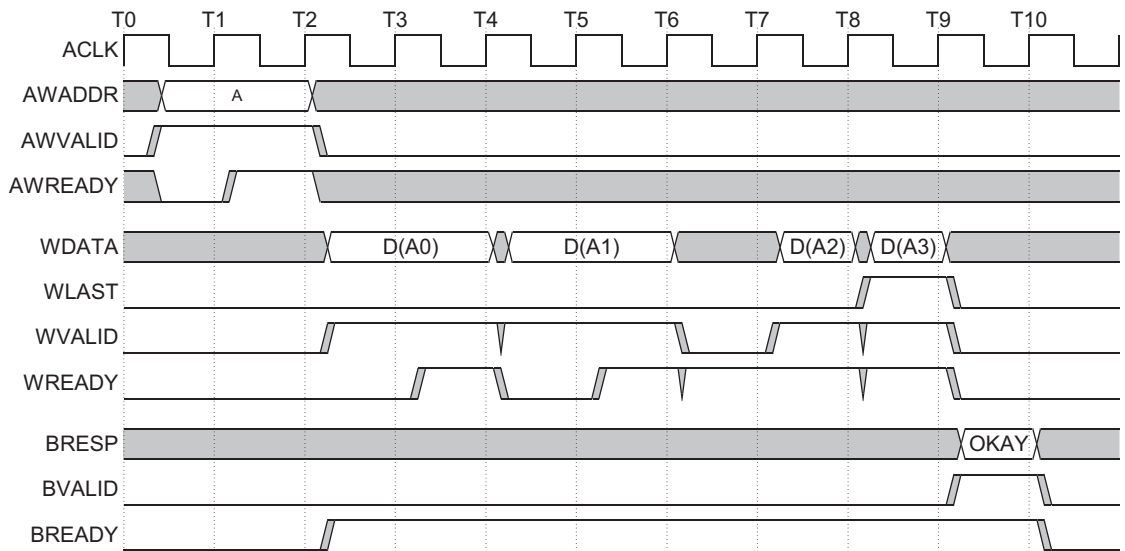 T0 T1 T2 T3 T4 T5 T6 T7 T8 T9 T10
ACLK
AWADDR A
AWVALID
AWREADY
WDATA D(A0) D(A1) D(A2) D(A3)
WLAST
WVALID
WREADY
BRESP OKAY
BVALID
BREADY